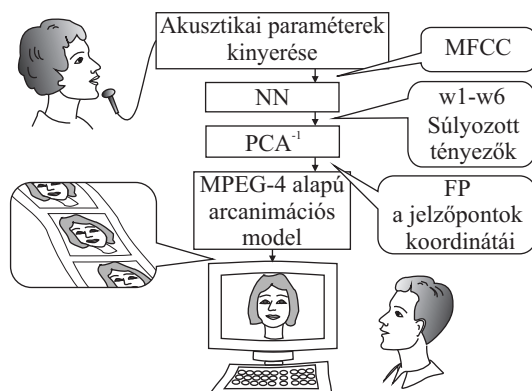 Akusztikai paraméterek
kinyerése
MFCC
NN
w1-w6
Súlyozott
tényezők
PCA⁻¹
MPEG-4 alapú
arcanimációs
model
FP
a jelzőpontok
koordinátái